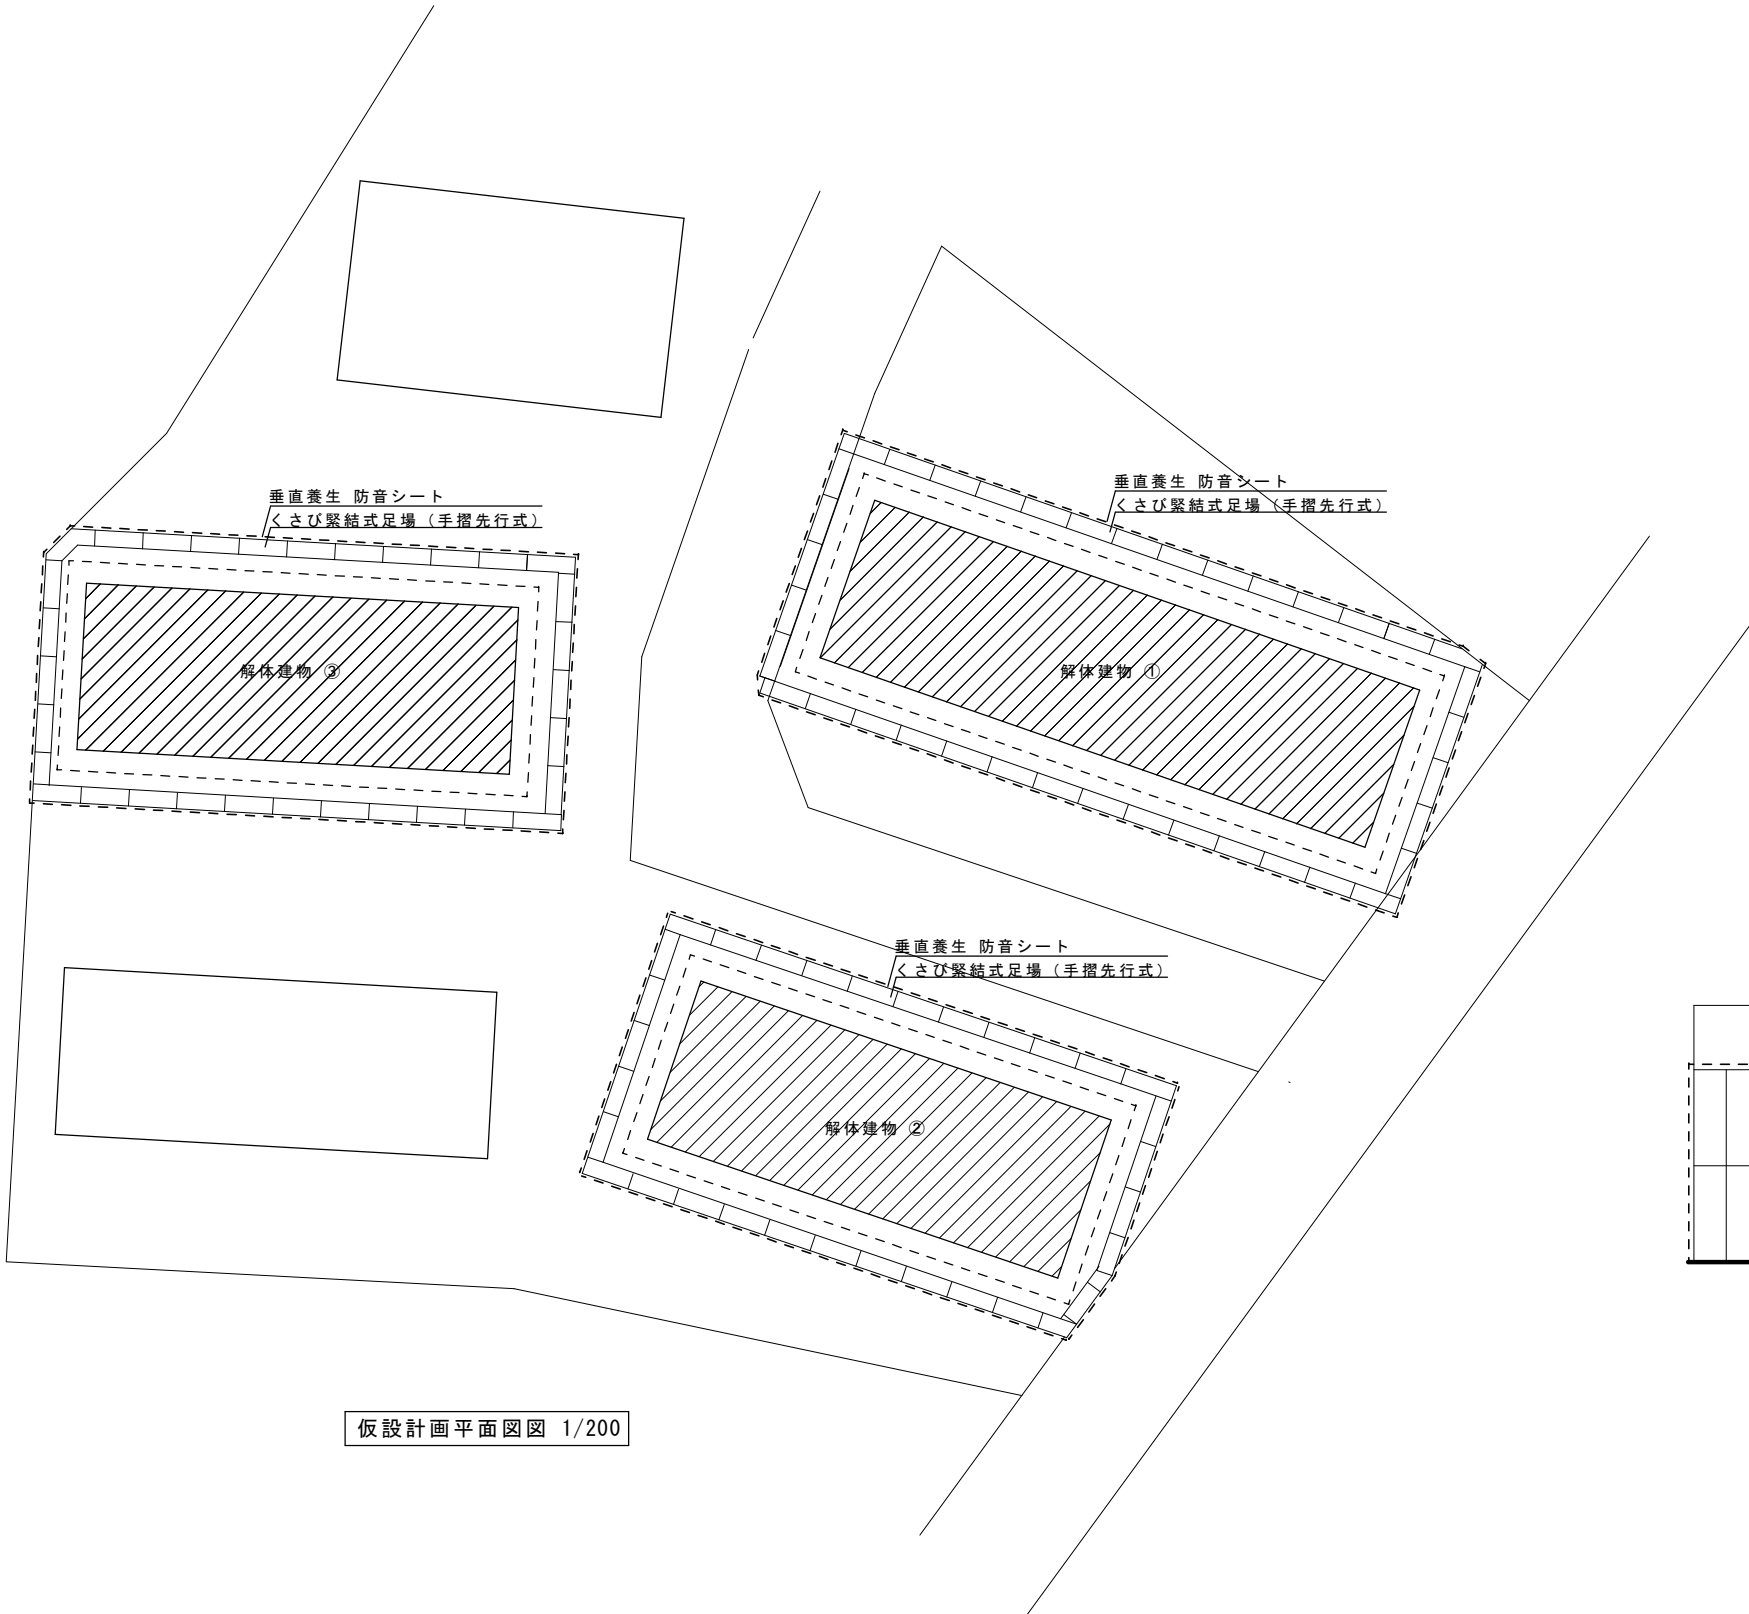 垂直養生 防音シート
くさび緊結式足場（手摺先行式）
垂直養生 防音シート
くさび緊結式足場（手摺先行式）
解体建物 ③
解体建物 ①
垂直養生 防音シート
くさび緊結式足場（手摺先行式）
解体建物 ②
仮設計画平面図図 1/200